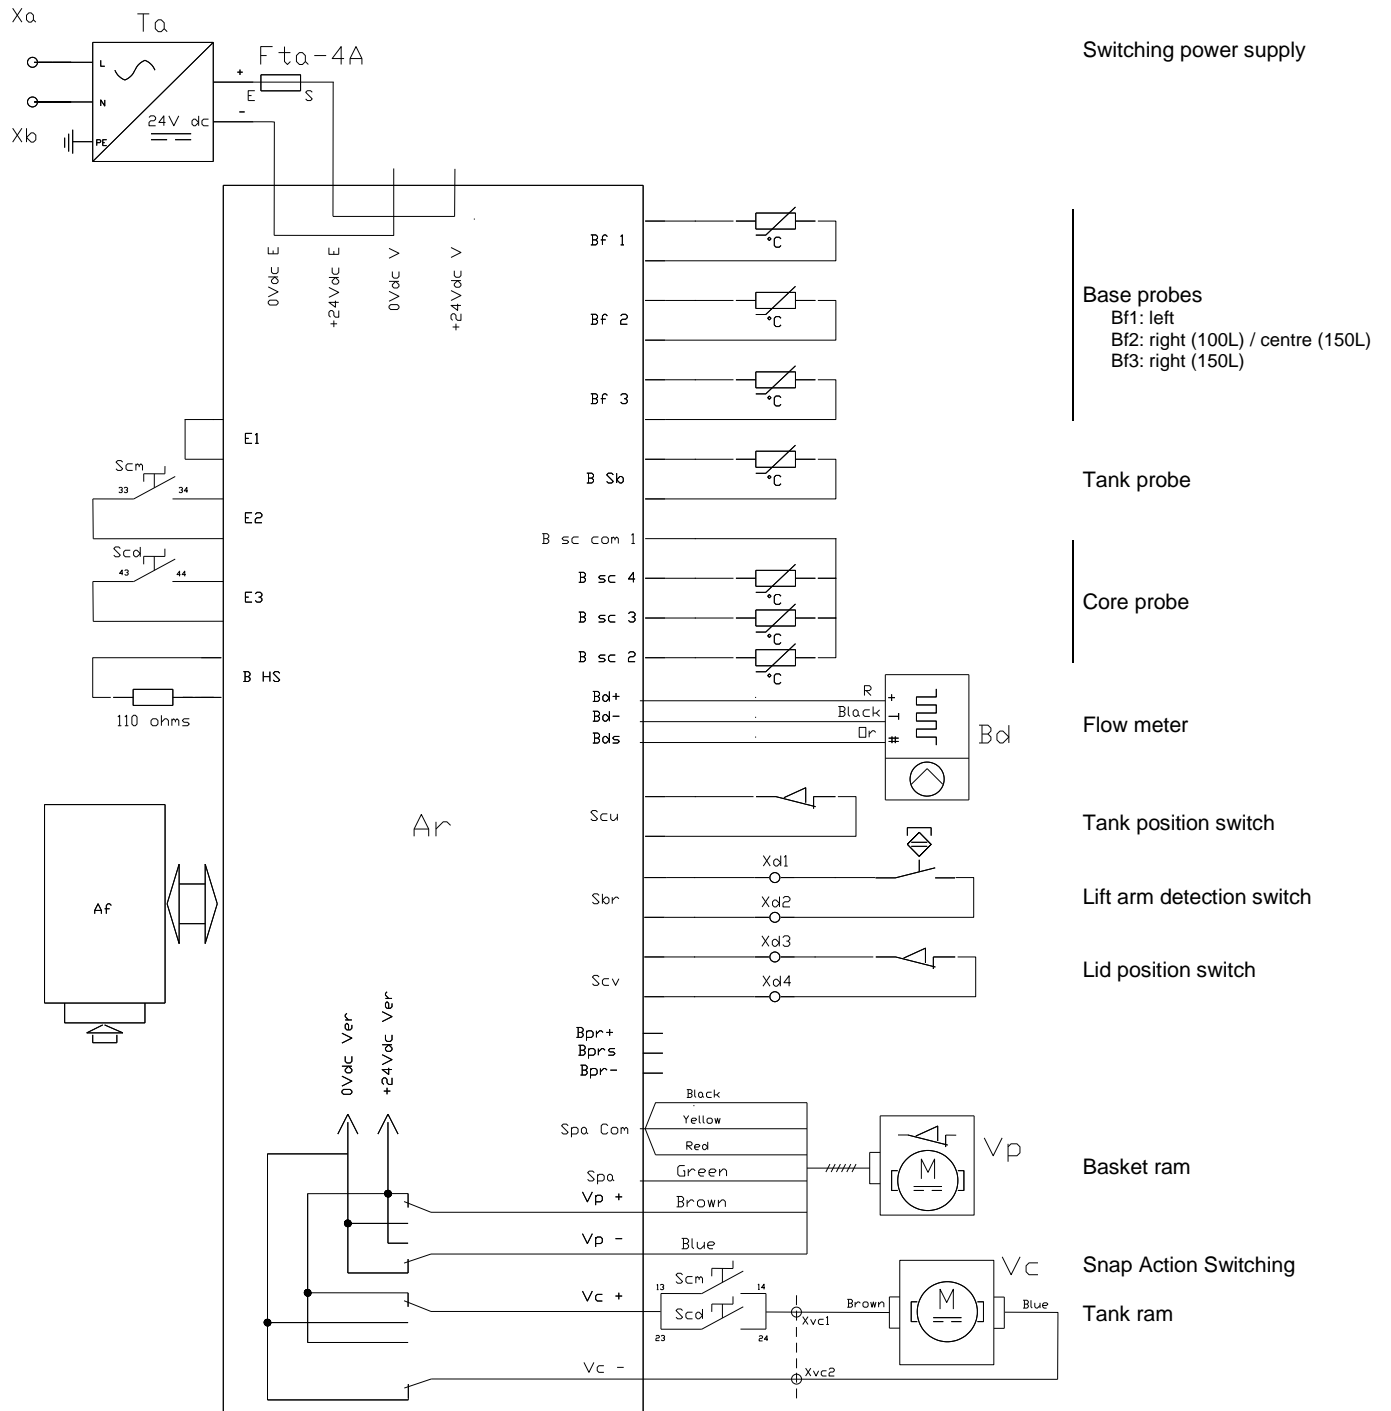 Xa
Ta
Fta-4A
Switching power supply
L
+
E
S
N
-
24V dc
Xb
PE
0Vdc E
+24Vdc E
0Vdc V
+24Vdc V
Bf 1
°C
Bf 2
°C
Bf 3
°C
Base probes
Bf1: left
Bf2: right (100L) / centre (150L)
Bf3: right (150L)
E1
Scm
33
34
E2
B Sb
°C
Tank probe
B sc com 1
Scd
43
44
E3
B sc 4
°C
B sc 3
°C
B sc 2
°C
Core probe
B HS
110 ohms
Bd+
R
+
Bd-
Black
Bds
Or
#
Bd
Flow meter
Ar
Scu
Tank position switch
Af
Xd1
Sbr
Xd2
Lift arm detection switch
Xd3
Scv
Xd4
Lid position switch
0Vdc Ver
+24Vdc Ver
Bpr+
Bprs
Bpr-
Black
Spa Com
Yellow
Red
Spa
Green
Vp +
Brown
Vp -
Blue
M
Vp
Basket ram
Vc +
13
Scm
14
Scd
23
24
Xvc1
Brown
M
Blue
Vc
Snap Action Switching
Tank ram
Vc -
Xvc2